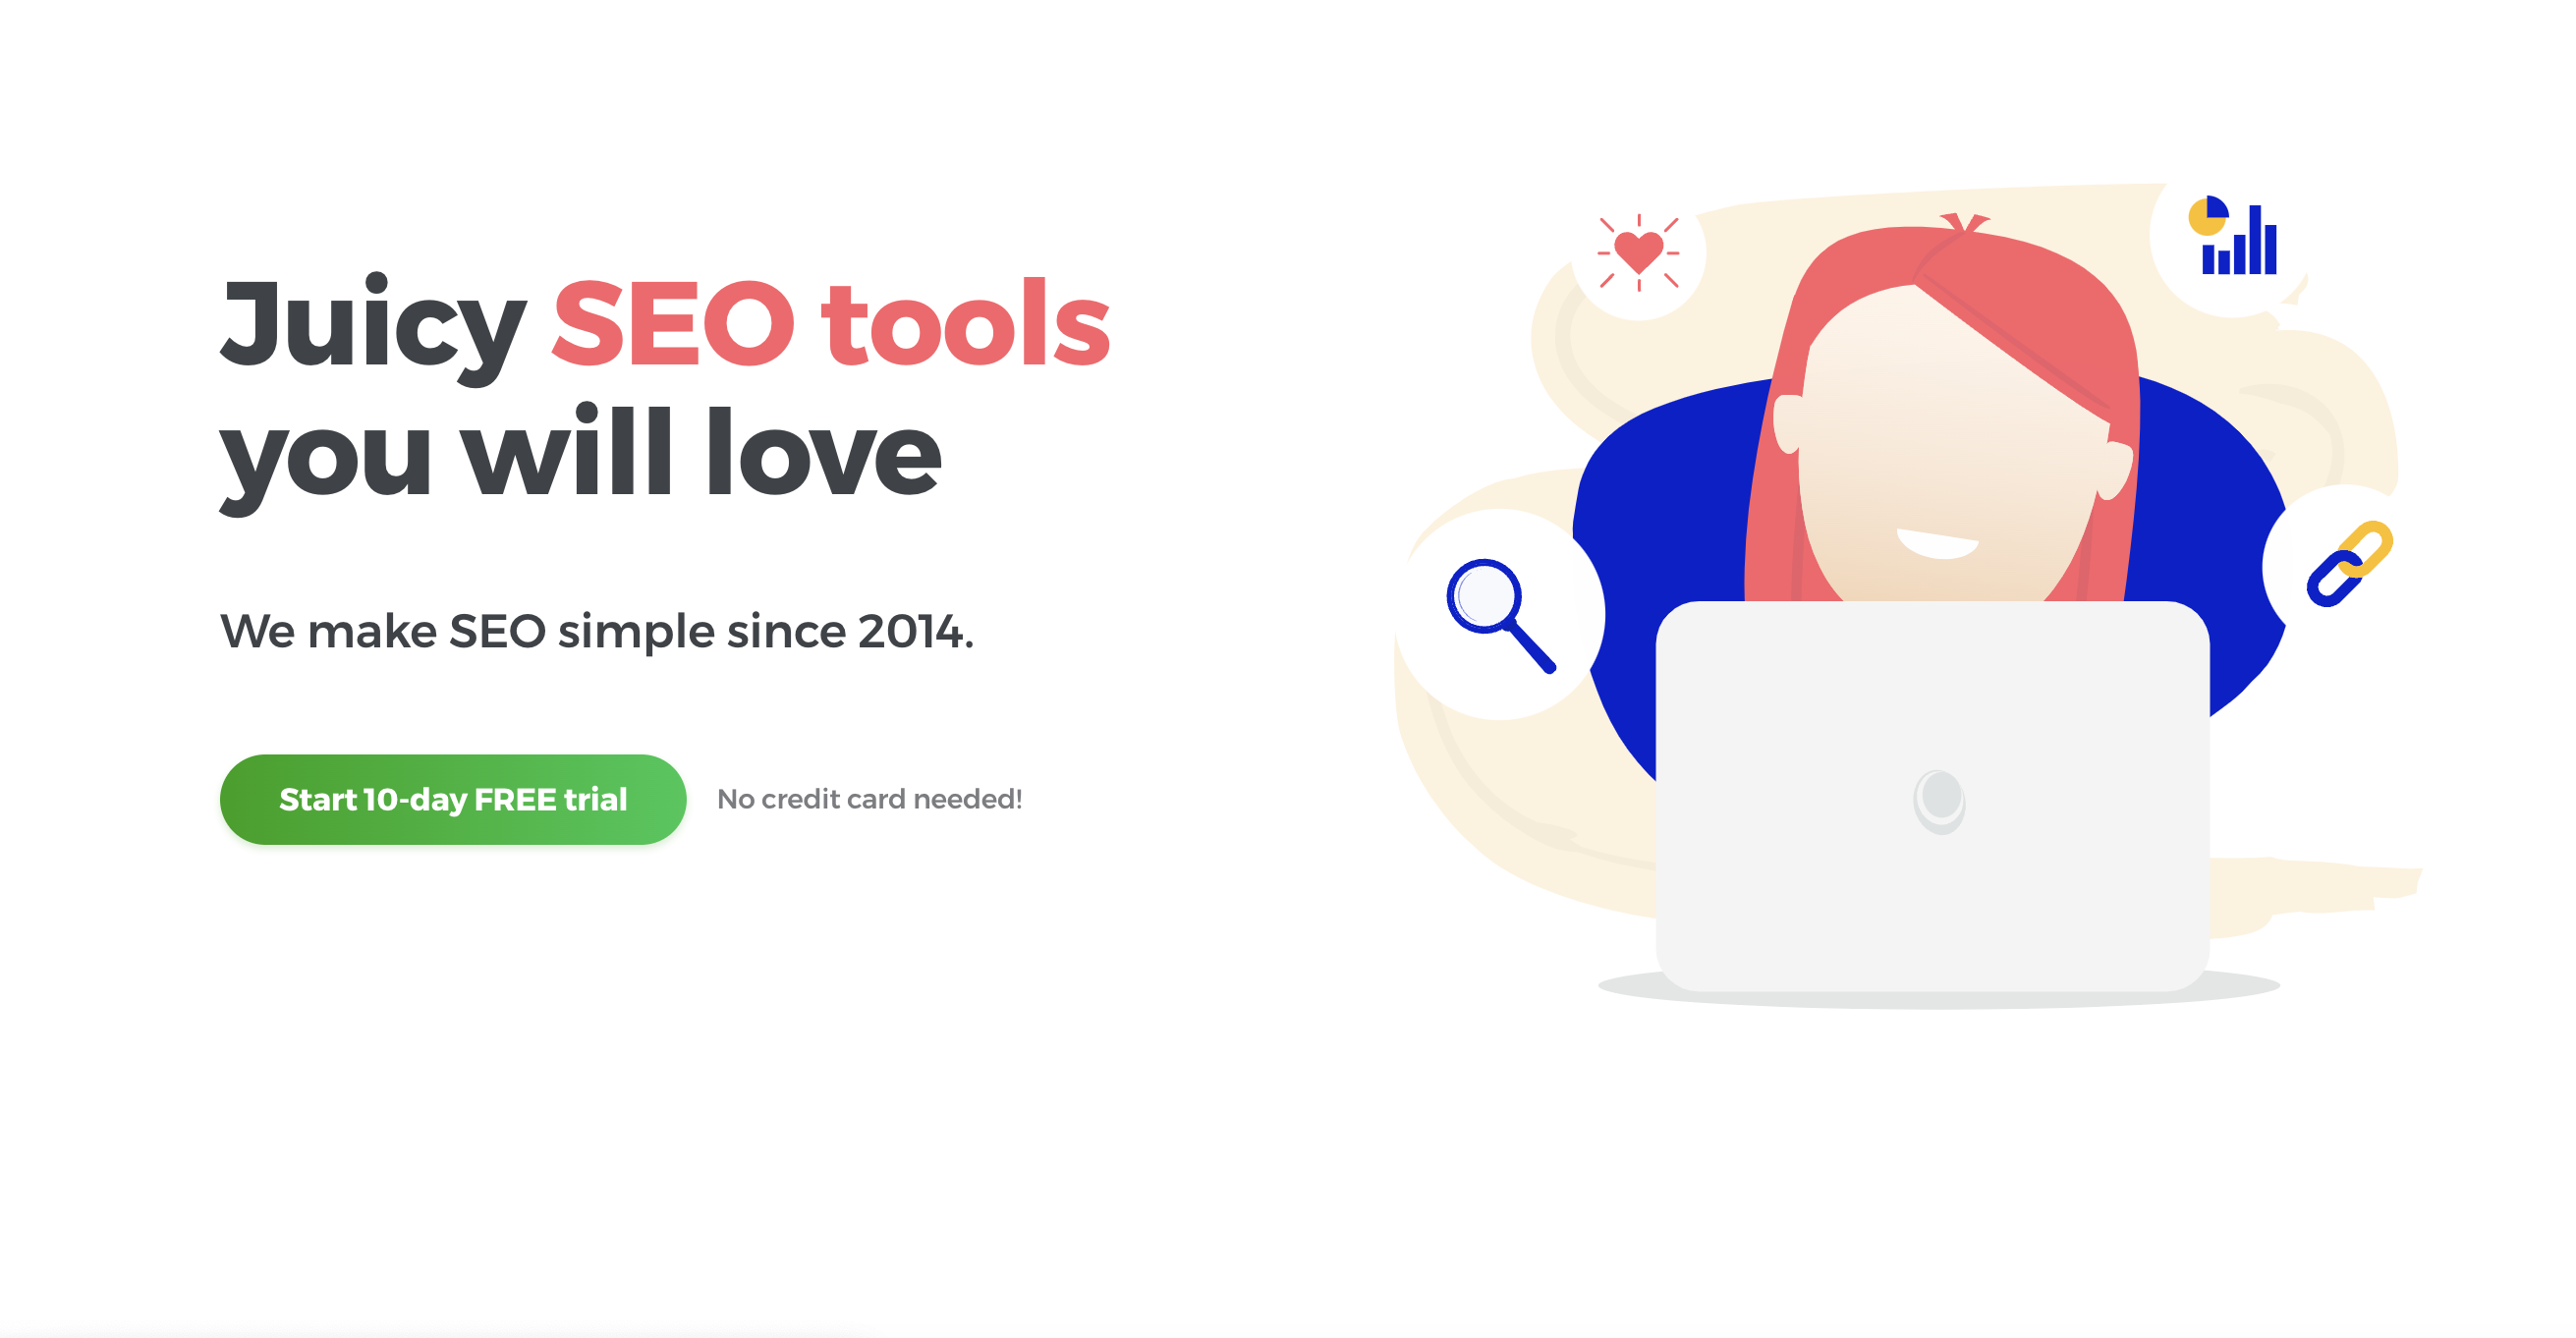 Juicy SEO tools
you will love
We make SEO simple since 2014.
Start 10-day FREE trial
No credit card needed!